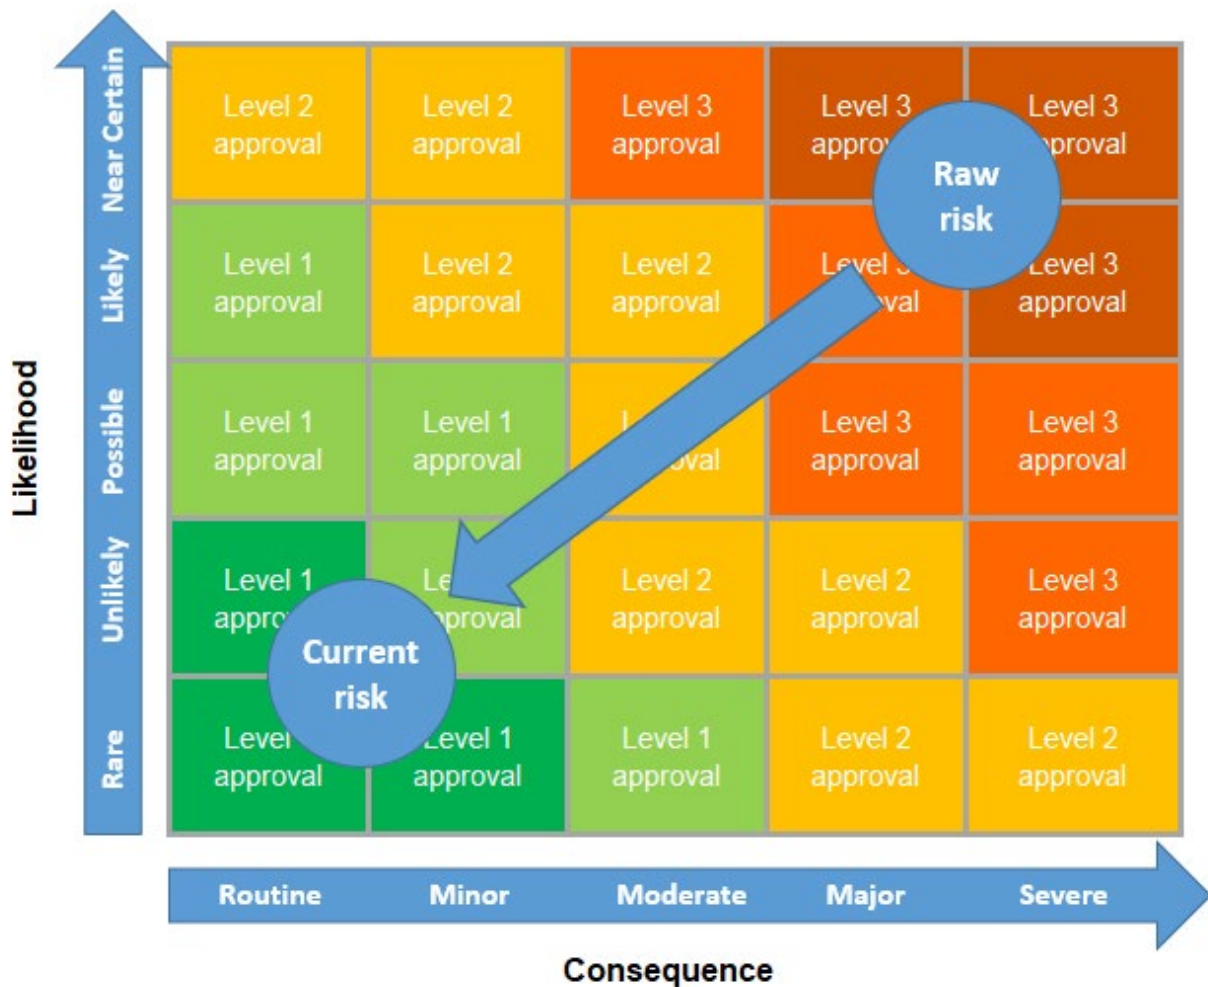 Near Certain
Level 2
approval
Level 2
approval
Level 3
approval
Level 3
Level 3
approval
Raw
risk
Likely
Level 1
approval
Level 2
approval
Level 2
approval
Level 3
approval
Likelihood
Possible
Level 1
approval
Level 1
approval
Level 3
approval
Level 3
approval
Unlikely
Level 1
approval
Level 2
approval
Level 2
approval
Level 3
approval
Current
risk
Rare
Level
approval
Level 1
approval
Level 1
approval
Level 2
approval
Level 2
approval
Routine
Minor
Moderate
Major
Severe
Consequence